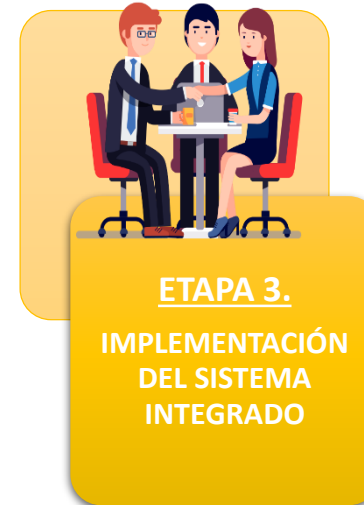 ETAPA 3.
IMPLEMENTACIÓN
DEL SISTEMA
INTEGRADO